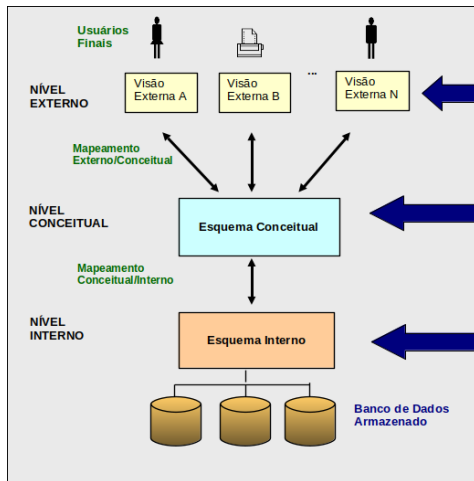 Usuários
Finais
NÍVEL
EXTERNO
Visão
Externa A
Visão
Externa B
...
Visão
Externa N
Mapeamento
Externo/Conceitual
NÍVEL
CONCEITUAL
Esquema Conceitual
Mapeamento
Conceitual/Interno
NÍVEL
INTERNO
Esquema Interno
Banco de Dados
Armazenado